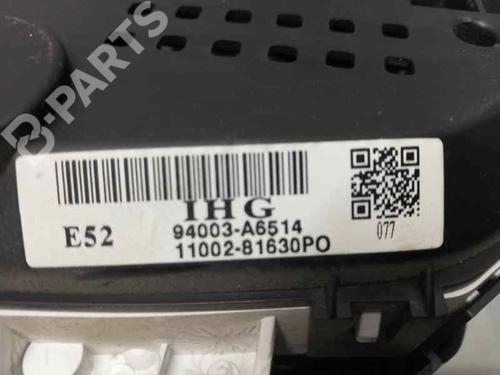 B-PARTS
IHG
E52
94003-A6514
11002-81630PO
077